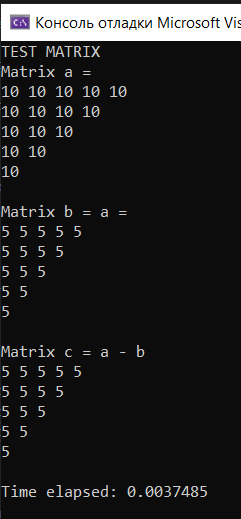 Консоль отладки Microsoft Vis
TEST MATRIX
Matrix a =
10 10 10 10 10
10 10 10 10
10 10 10
10 10
10
Matrix b = a =
5 5 5 5 5
5 5 5 5
5 5 5
5 5
5
Matrix c = a - b
5 5 5 5 5
5 5 5 5
5 5 5
5 5
5
Time elapsed: 0.0037485